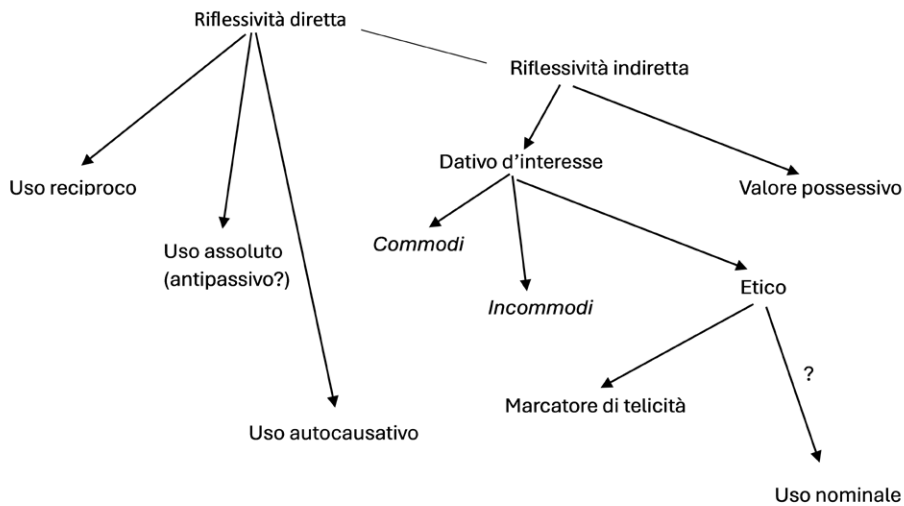 Riflessività diretta
Riflessività indiretta
Dativo d’interesse
Uso reciproco
Valore possessivo
Commodi
Uso assoluto
(antipassivo?)
Etico
Incommodi
?
Marcatore di telicità
Uso autocausativo
Uso nominale